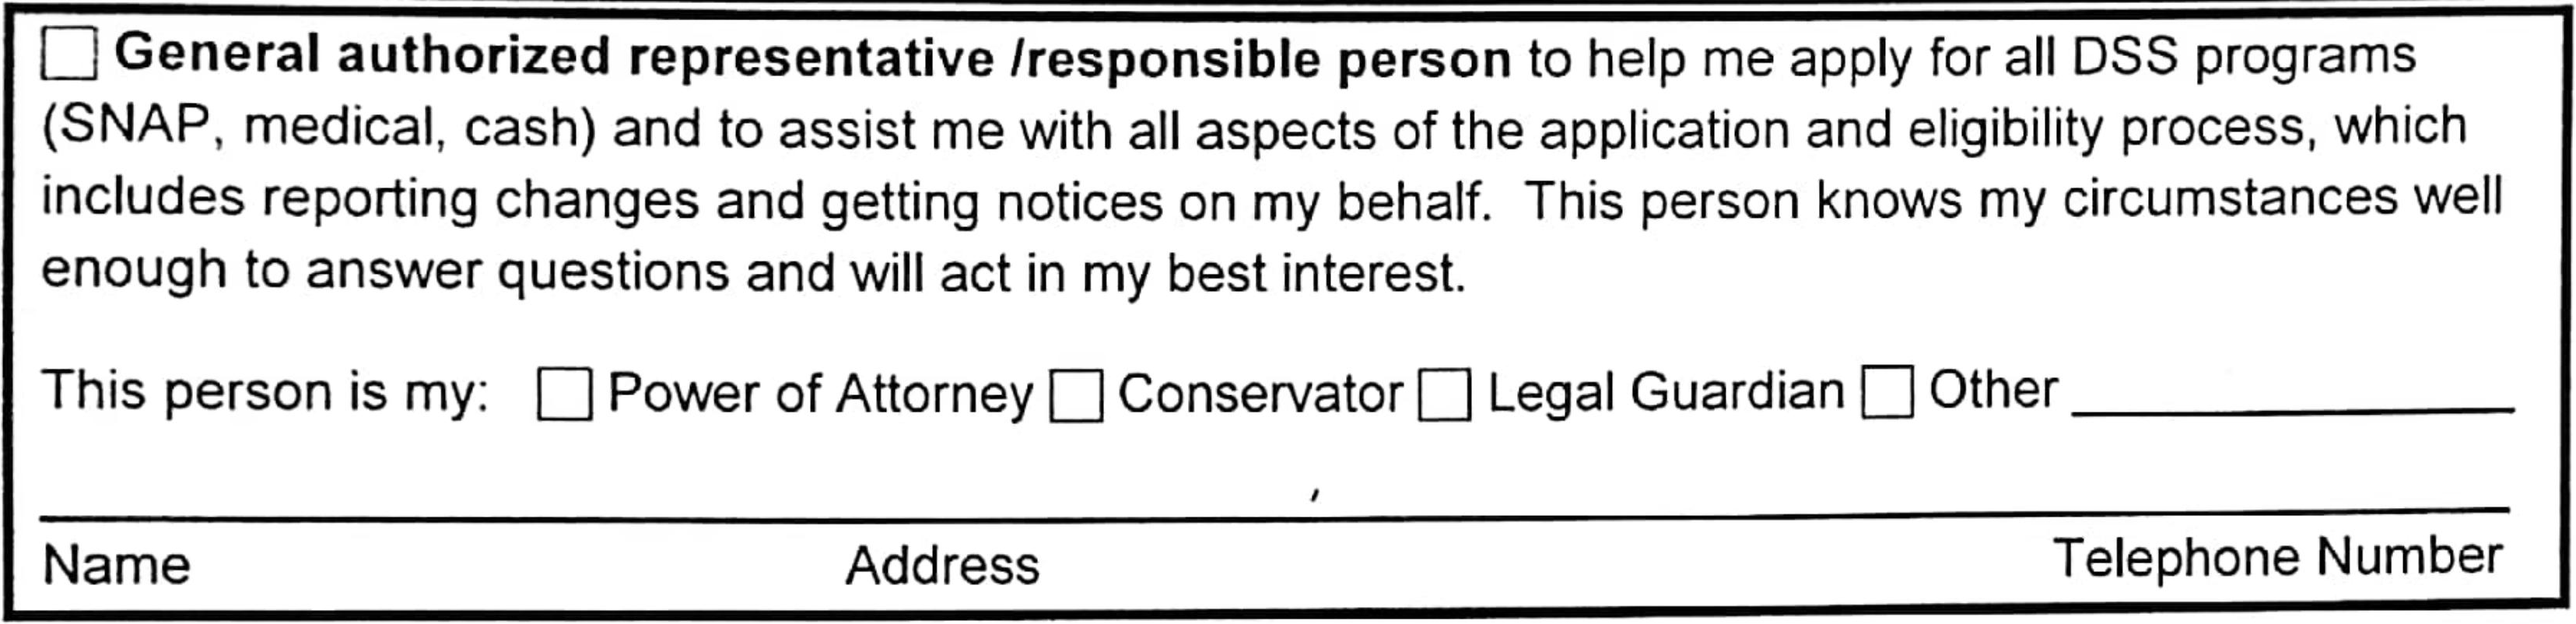 ☐ General authorized representative /responsible person to help me apply for all DSS programs
(SNAP, medical, cash) and to assist me with all aspects of the application and eligibility process, which
includes reporting changes and getting notices on my behalf.  This person knows my circumstances well
enough to answer questions and will act in my best interest.
This person is my: ☐ Power of Attorney ☐ Conservator ☐ Legal Guardian ☐ Other ____________
Name Address Telephone Number